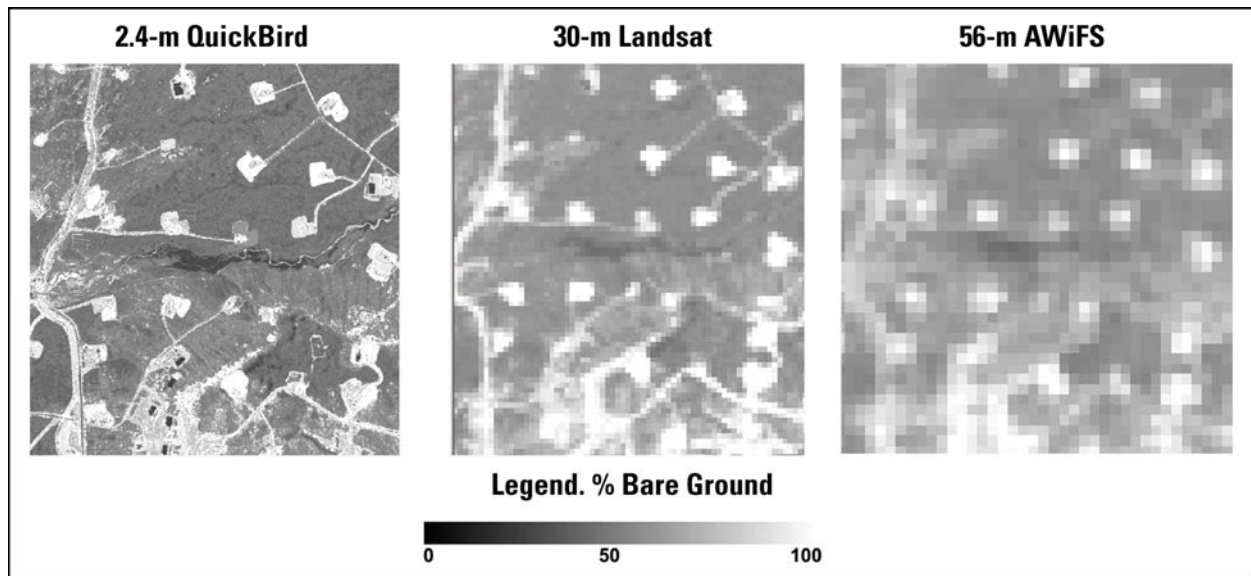 2.4-m QuickBird
30-m Landsat
56-m AWiFS
Legend. % Bare Ground
0
50
100